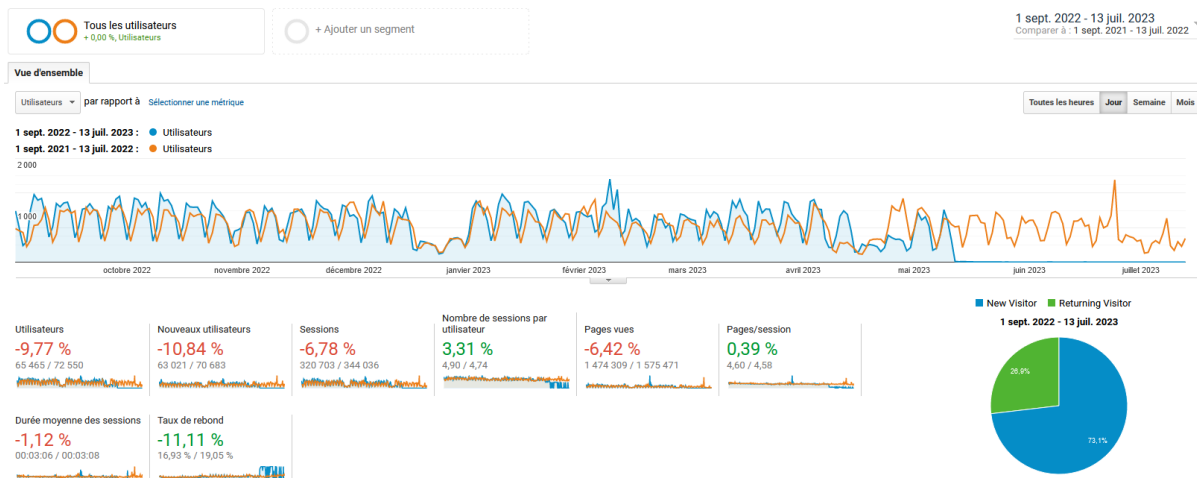 Tous les utilisateurs
+ 0,00 %, Utilisateurs
+ Ajouter un segment
1 sept. 2022 - 13 juil. 2023
Comparer à : 1 sept. 2021 - 13 juil. 2022
Vue d'ensemble
Utilisateurs par rapport à Sélectionner une métrique
Toutes les heures Jour Semaine Mois
1 sept. 2022 - 13 juil. 2023 : Utilisateurs
1 sept. 2021 - 13 juil. 2022 : Utilisateurs
2 000
1 000
octobre 2022 novembre 2022 décembre 2022 janvier 2023 février 2023 mars 2023 avril 2023 mai 2023 juin 2023 juillet 2023
Utilisateurs
-9,77 %
65 465 / 72 550
Nouveaux utilisateurs
-10,84 %
63 021 / 70 683
Sessions
-6,78 %
320 703 / 344 036
Nombre de sessions par
utilisateur
3,31 %
4,90 / 4,74
Pages vues
-6,42 %
1 474 309 / 1 575 471
Pages/session
0,39 %
4,60 / 4,58
Durée moyenne des sessions
-1,12 %
00:03:06 / 00:03:08
Taux de rebond
-11,11 %
16,93 % / 19,05 %
New Visitor Returning Visitor
1 sept. 2022 - 13 juil. 2023
26,9%
73,1%